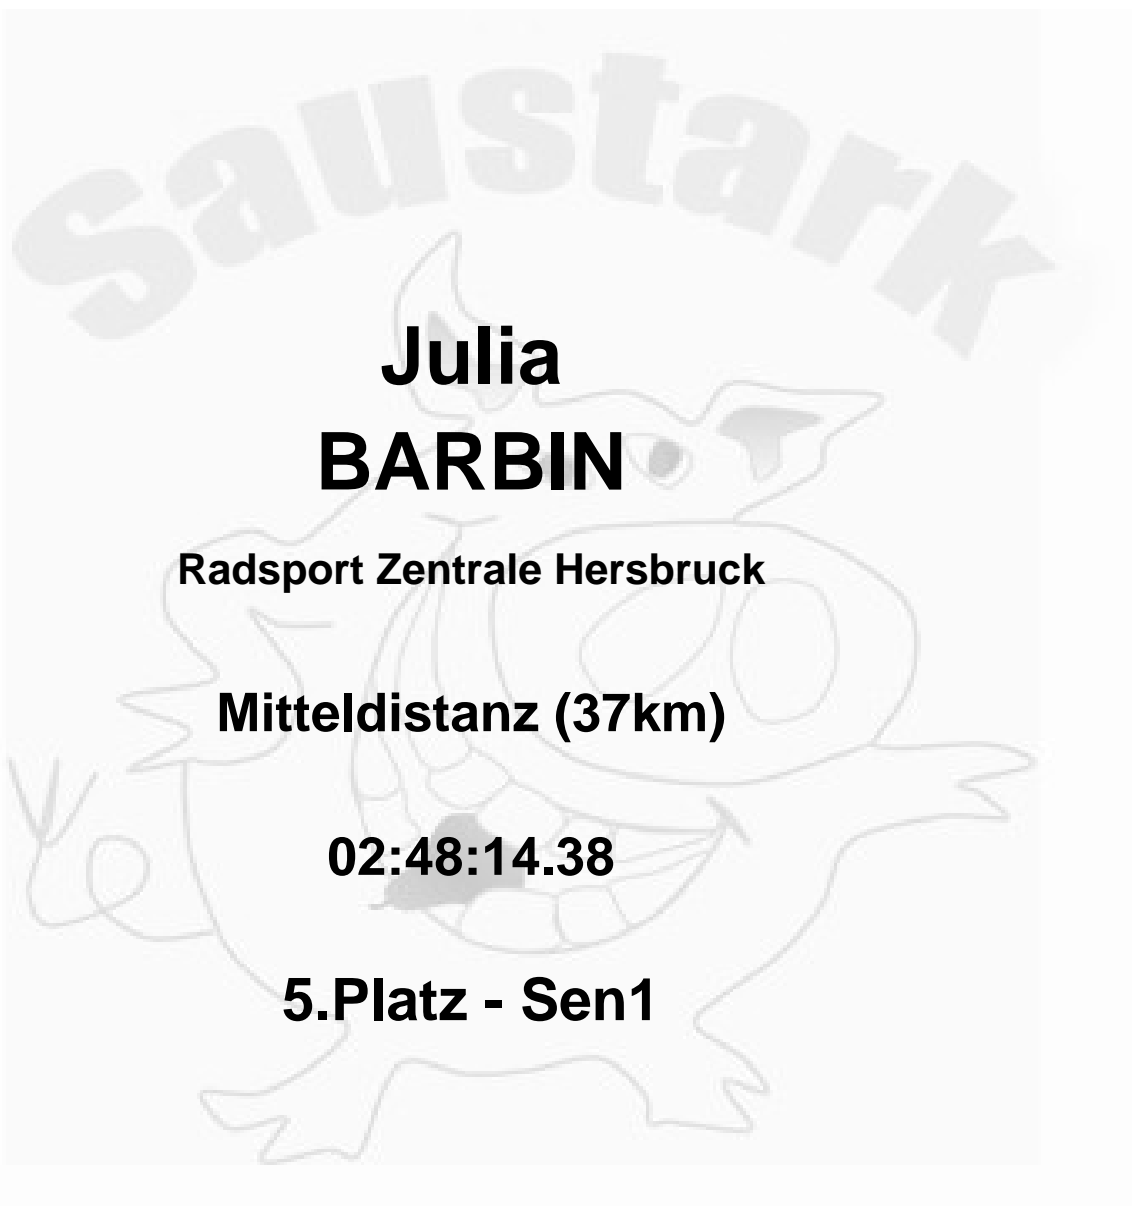 Saustark
Julia
BARBIN
Radsport Zentrale Hersbruck
Mitteldistanz (37km)
02:48:14.38
5.Platz - Sen1